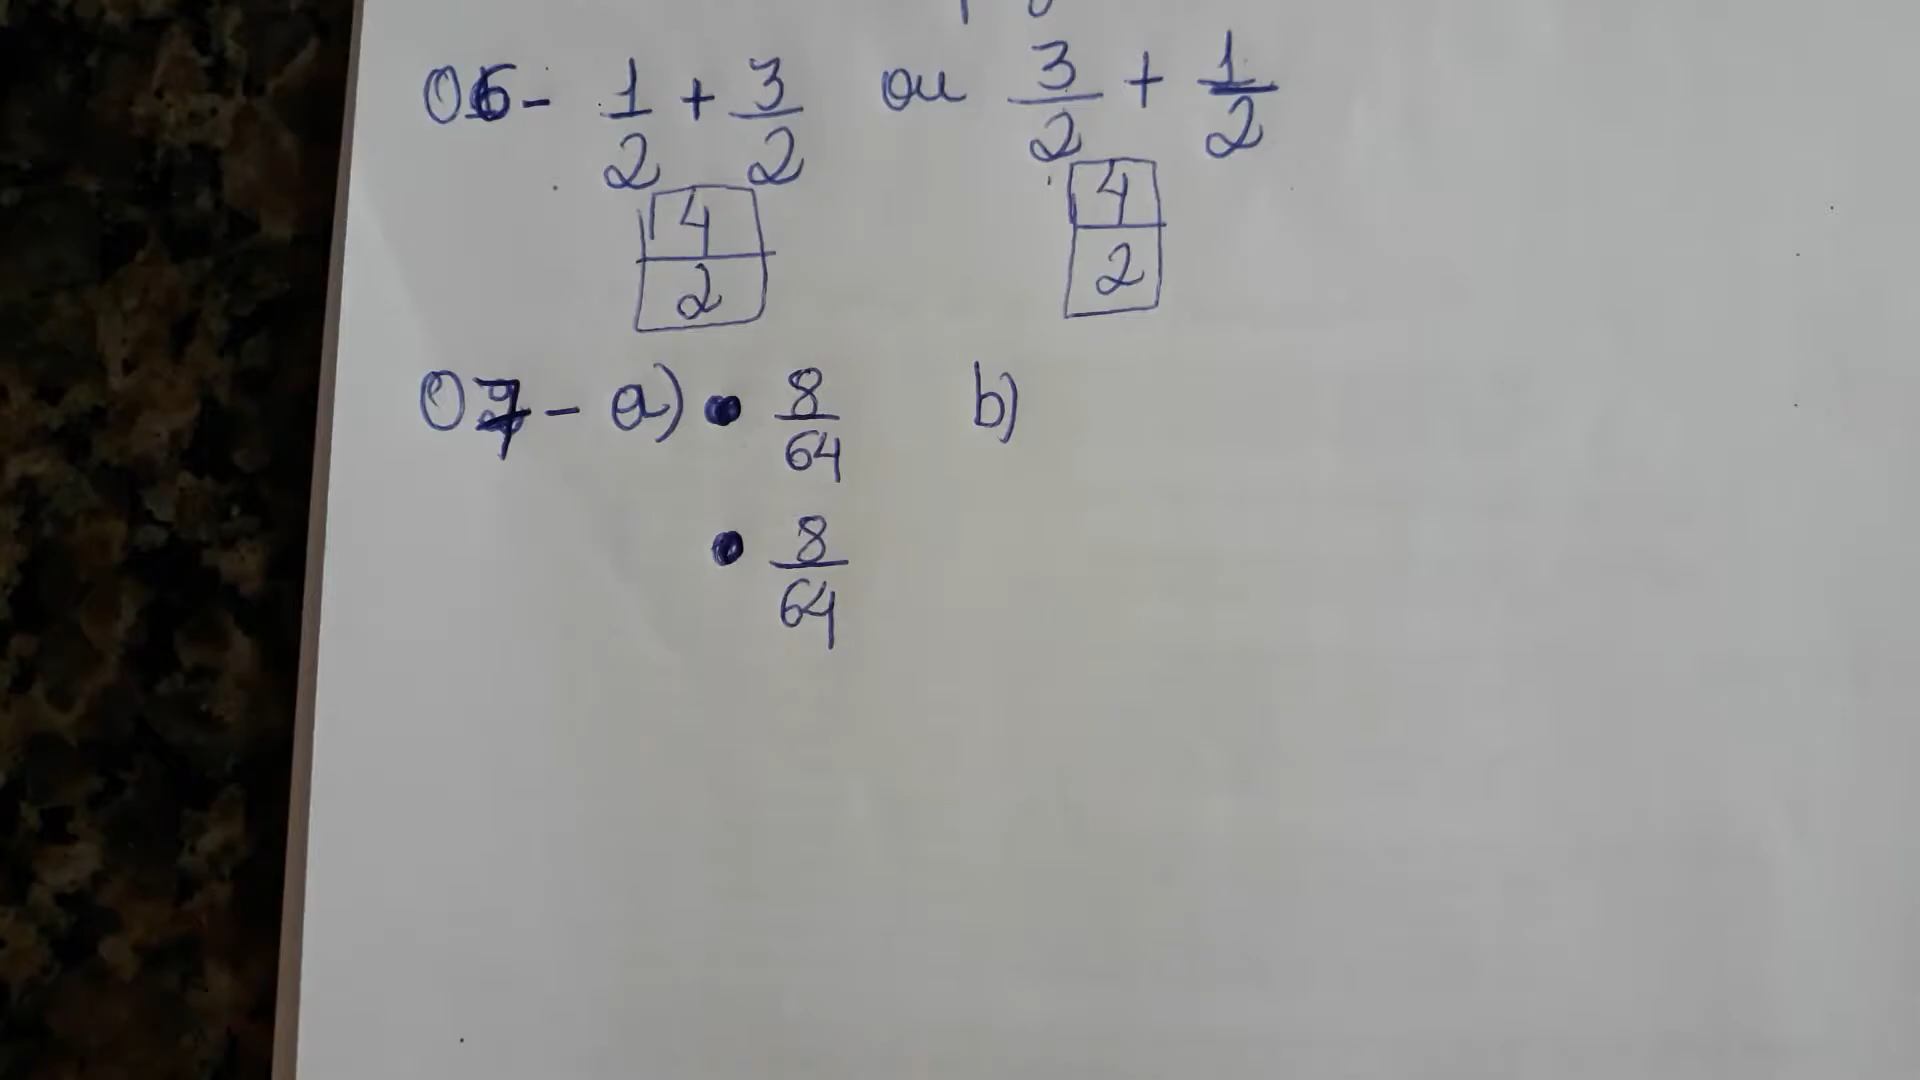 06- 1/2 + 3/2 ou 3/2 + 1/2
4/2 4/2
07- a) • 8/64 b)
• 8/64